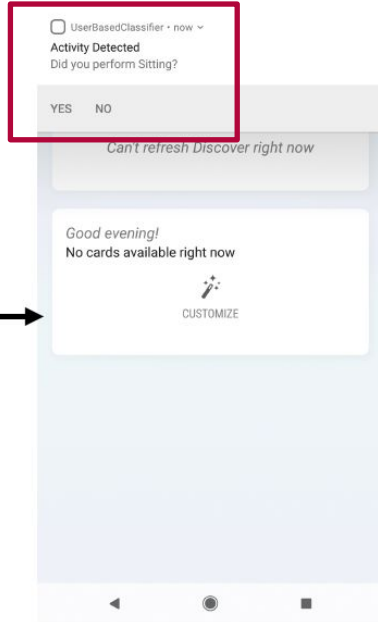 UserBasedClassifier • now
Activity Detected
Did you perform Sitting?
YES NO
Can't refresh Discover right now
Good evening!
No cards available right now
CUSTOMIZE